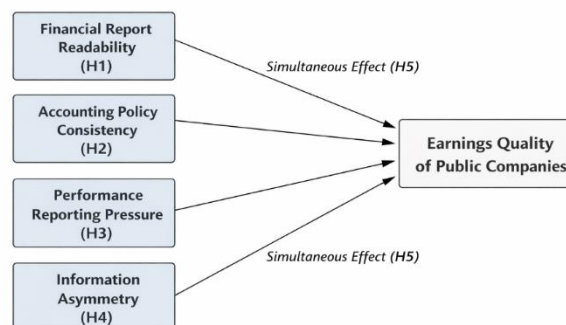 Financial Report
Readability
(H1)
Simultaneous Effect (H5)
Accounting Policy
Consistency
(H2)
Earnings Quality
of Public Companies
Performance
Reporting Pressure
(H3)
Simultaneous Effect (H5)
Information
Asymmetry
(H4)